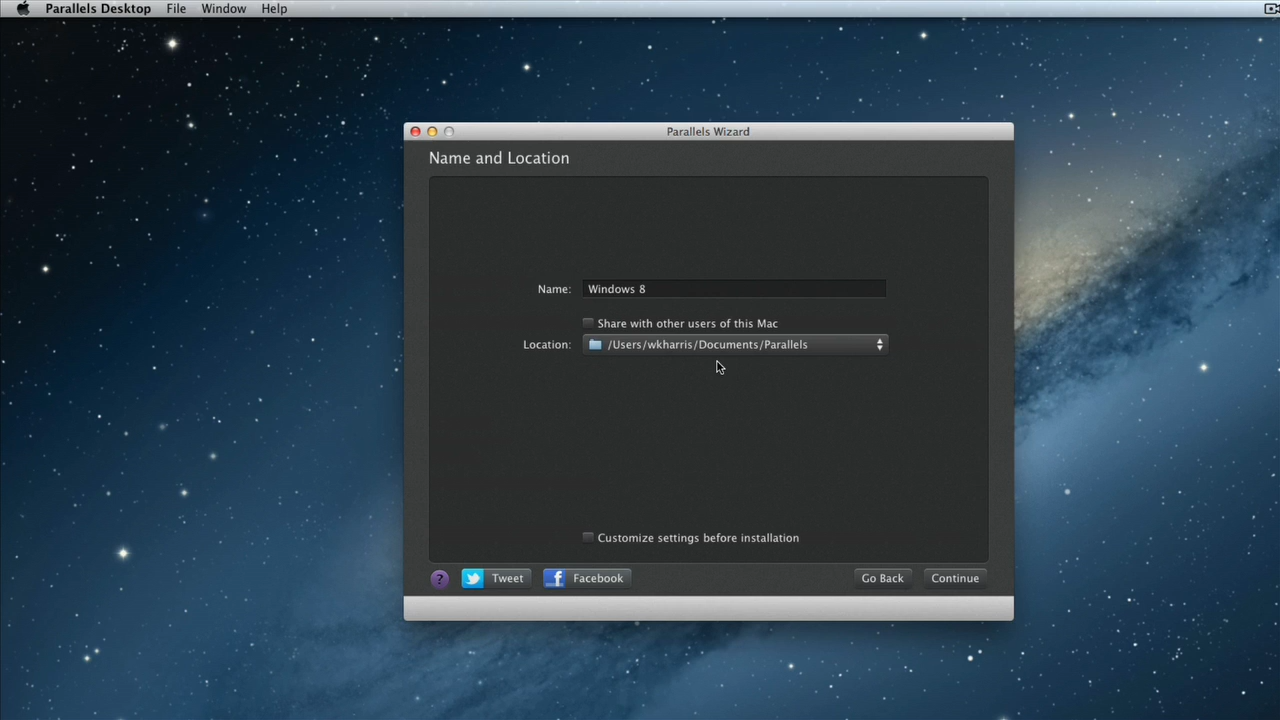 Parallels Desktop File Window Help
Parallels Wizard
Name and Location
Name: Windows 8
Share with other users of this Mac
Location: /Users/wkharris/Documents/Parallels
Customize settings before installation
? Tweet f Facebook Go Back Continue